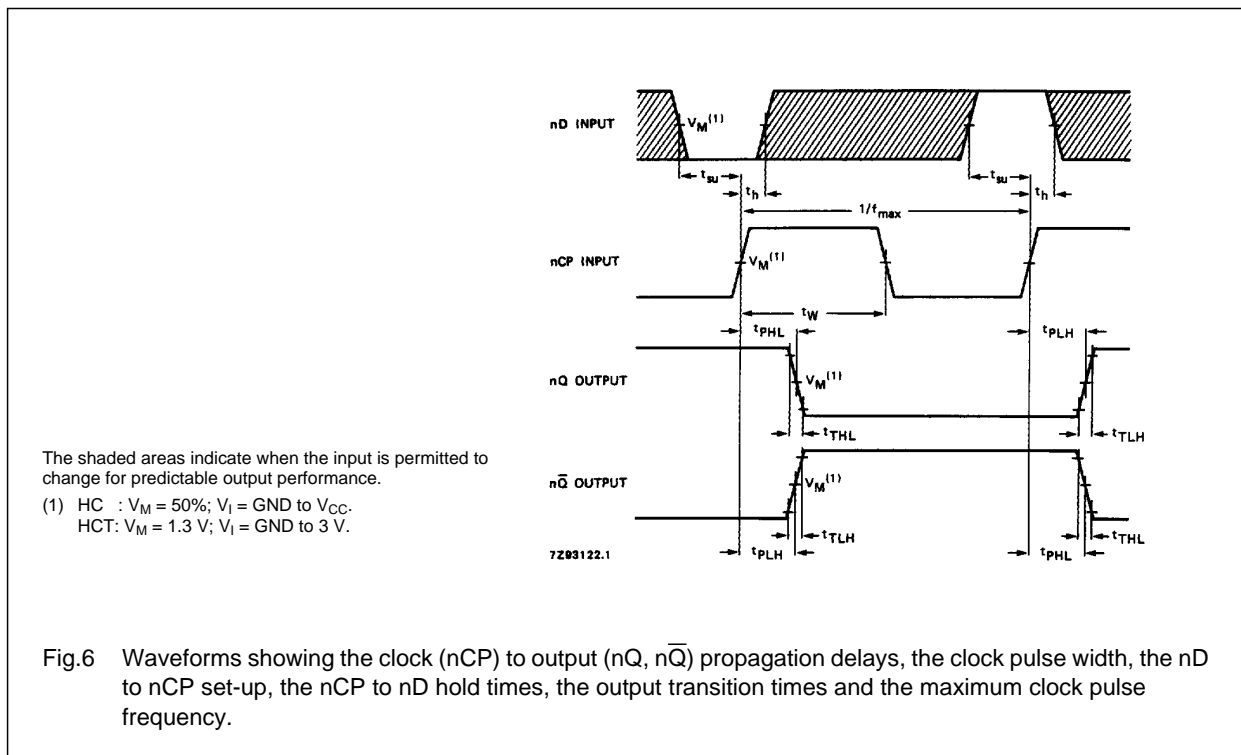 nD INPUT
V_M(1)
t_su
t_h
t_su
t_h
1/f_max
nCP INPUT
V_M(1)
t_W
t_PHL
t_PLH
nQ OUTPUT
V_M(1)
t_THL
t_TLH
nQ̅ OUTPUT
V_M(1)
t_TLH
t_THL
t_PLH
t_PHL
7Z93122.1
The shaded areas indicate when the input is permitted to
change for predictable output performance.
(1) HC : V_M = 50%; V_I = GND to V_CC.
HCT: V_M = 1.3 V; V_I = GND to 3 V.
Fig.6 Waveforms showing the clock (nCP) to output (nQ, nQ̅) propagation delays, the clock pulse width, the nD
to nCP set-up, the nCP to nD hold times, the output transition times and the maximum clock pulse
frequency.